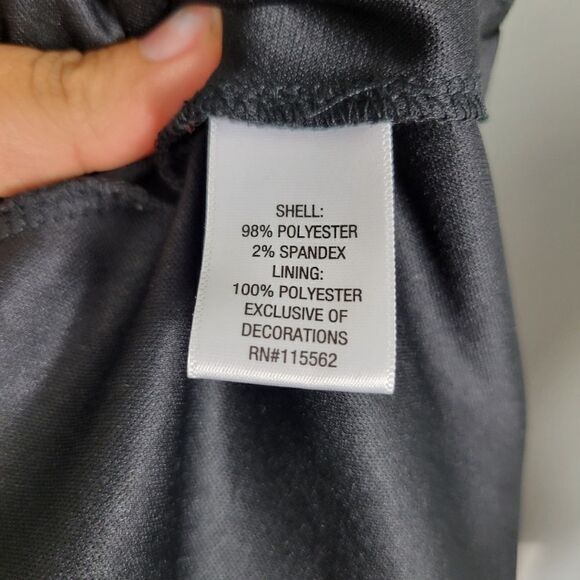 SHELL:
98% POLYESTER
2% SPANDEX
LINING:
100% POLYESTER
EXCLUSIVE OF
DECORATIONS
RN#115562